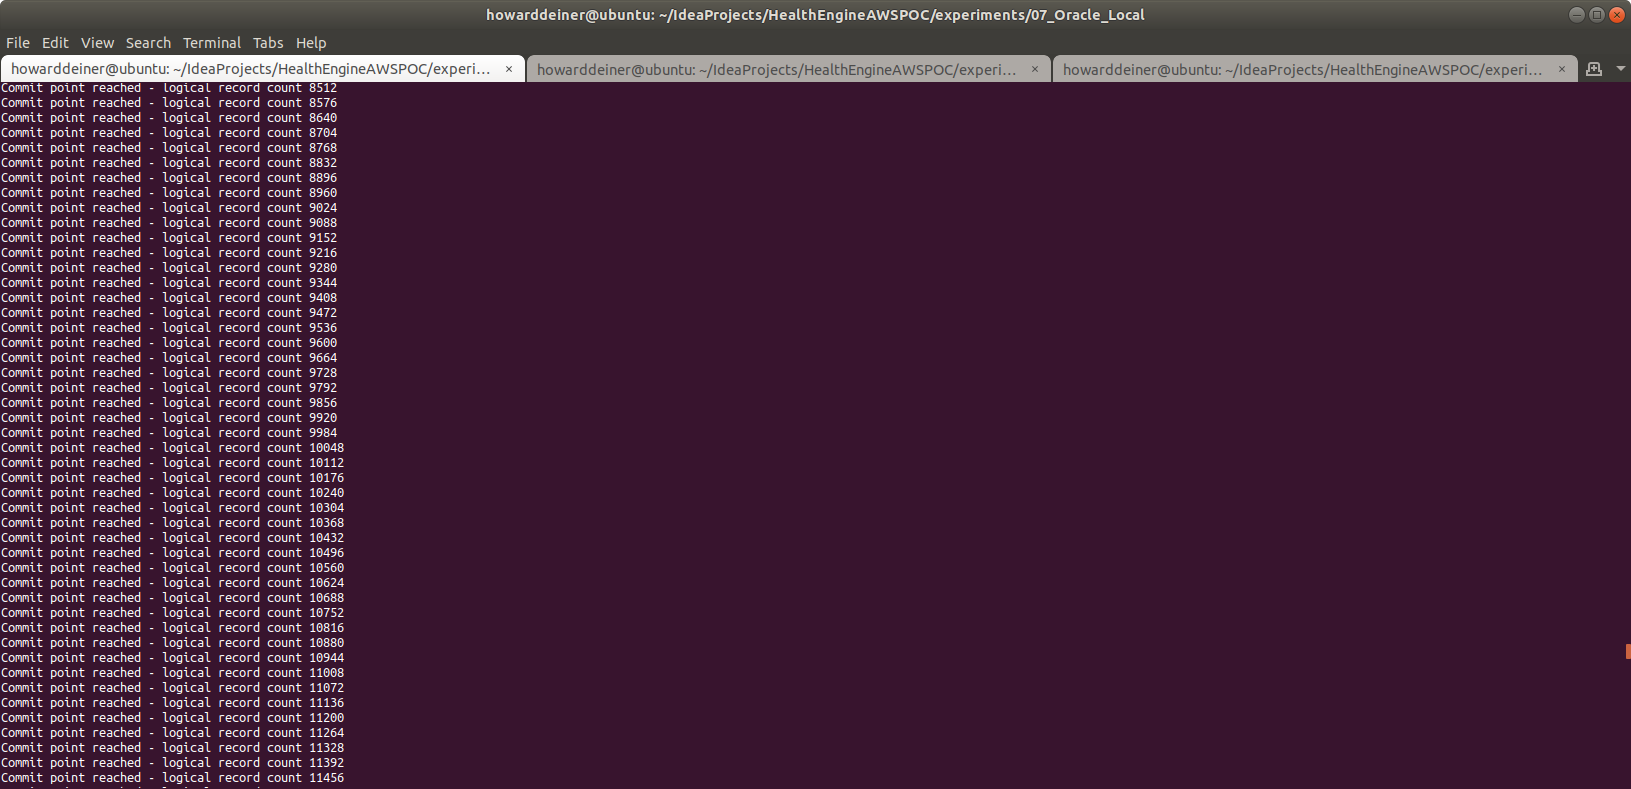 howarddeiner@ubuntu: ~/IdeaProjects/HealthEngineAWSPOC/experiments/07_Oracle_Local
File Edit View Search Terminal Tabs Help
howarddeiner@ubuntu: ~/IdeaProjects/HealthEngineAWSPOC/experi... × howarddeiner@ubuntu: ~/IdeaProjects/HealthEngineAWSPOC/experi... × howarddeiner@ubuntu: ~/IdeaProjects/HealthEngineAWSPOC/experi... ×
Commit point reached - logical record count 8512
Commit point reached - logical record count 8576
Commit point reached - logical record count 8640
Commit point reached - logical record count 8704
Commit point reached - logical record count 8768
Commit point reached - logical record count 8832
Commit point reached - logical record count 8896
Commit point reached - logical record count 8960
Commit point reached - logical record count 9024
Commit point reached - logical record count 9088
Commit point reached - logical record count 9152
Commit point reached - logical record count 9216
Commit point reached - logical record count 9280
Commit point reached - logical record count 9344
Commit point reached - logical record count 9408
Commit point reached - logical record count 9472
Commit point reached - logical record count 9536
Commit point reached - logical record count 9600
Commit point reached - logical record count 9664
Commit point reached - logical record count 9728
Commit point reached - logical record count 9792
Commit point reached - logical record count 9856
Commit point reached - logical record count 9920
Commit point reached - logical record count 9984
Commit point reached - logical record count 10048
Commit point reached - logical record count 10112
Commit point reached - logical record count 10176
Commit point reached - logical record count 10240
Commit point reached - logical record count 10304
Commit point reached - logical record count 10368
Commit point reached - logical record count 10432
Commit point reached - logical record count 10496
Commit point reached - logical record count 10560
Commit point reached - logical record count 10624
Commit point reached - logical record count 10688
Commit point reached - logical record count 10752
Commit point reached - logical record count 10816
Commit point reached - logical record count 10880
Commit point reached - logical record count 10944
Commit point reached - logical record count 11008
Commit point reached - logical record count 11072
Commit point reached - logical record count 11136
Commit point reached - logical record count 11200
Commit point reached - logical record count 11264
Commit point reached - logical record count 11328
Commit point reached - logical record count 11392
Commit point reached - logical record count 11456